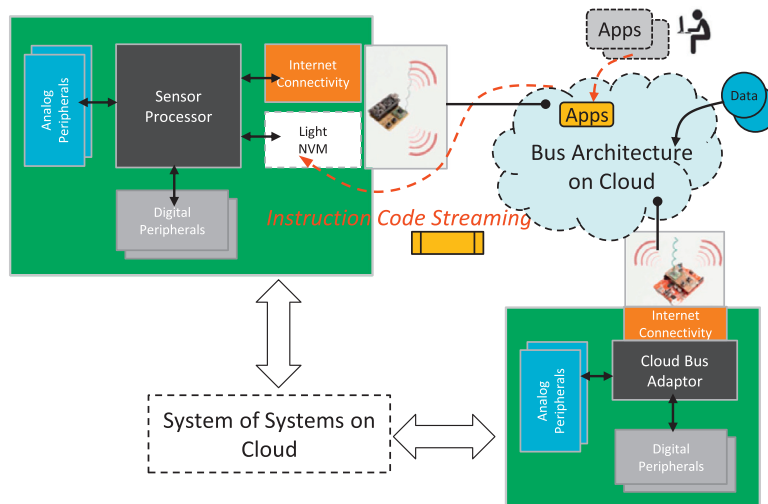 Analog
Peripherals
Sensor
Processor
Internet
Connectivity
Light
NVM
Digital
Peripherals
Apps
Apps
Data
Bus Architecture
on Cloud
Instruction Code Streaming
Internet
Connectivity
Cloud Bus
Adaptor
Analog
Peripherals
Digital
Peripherals
System of Systems on
Cloud